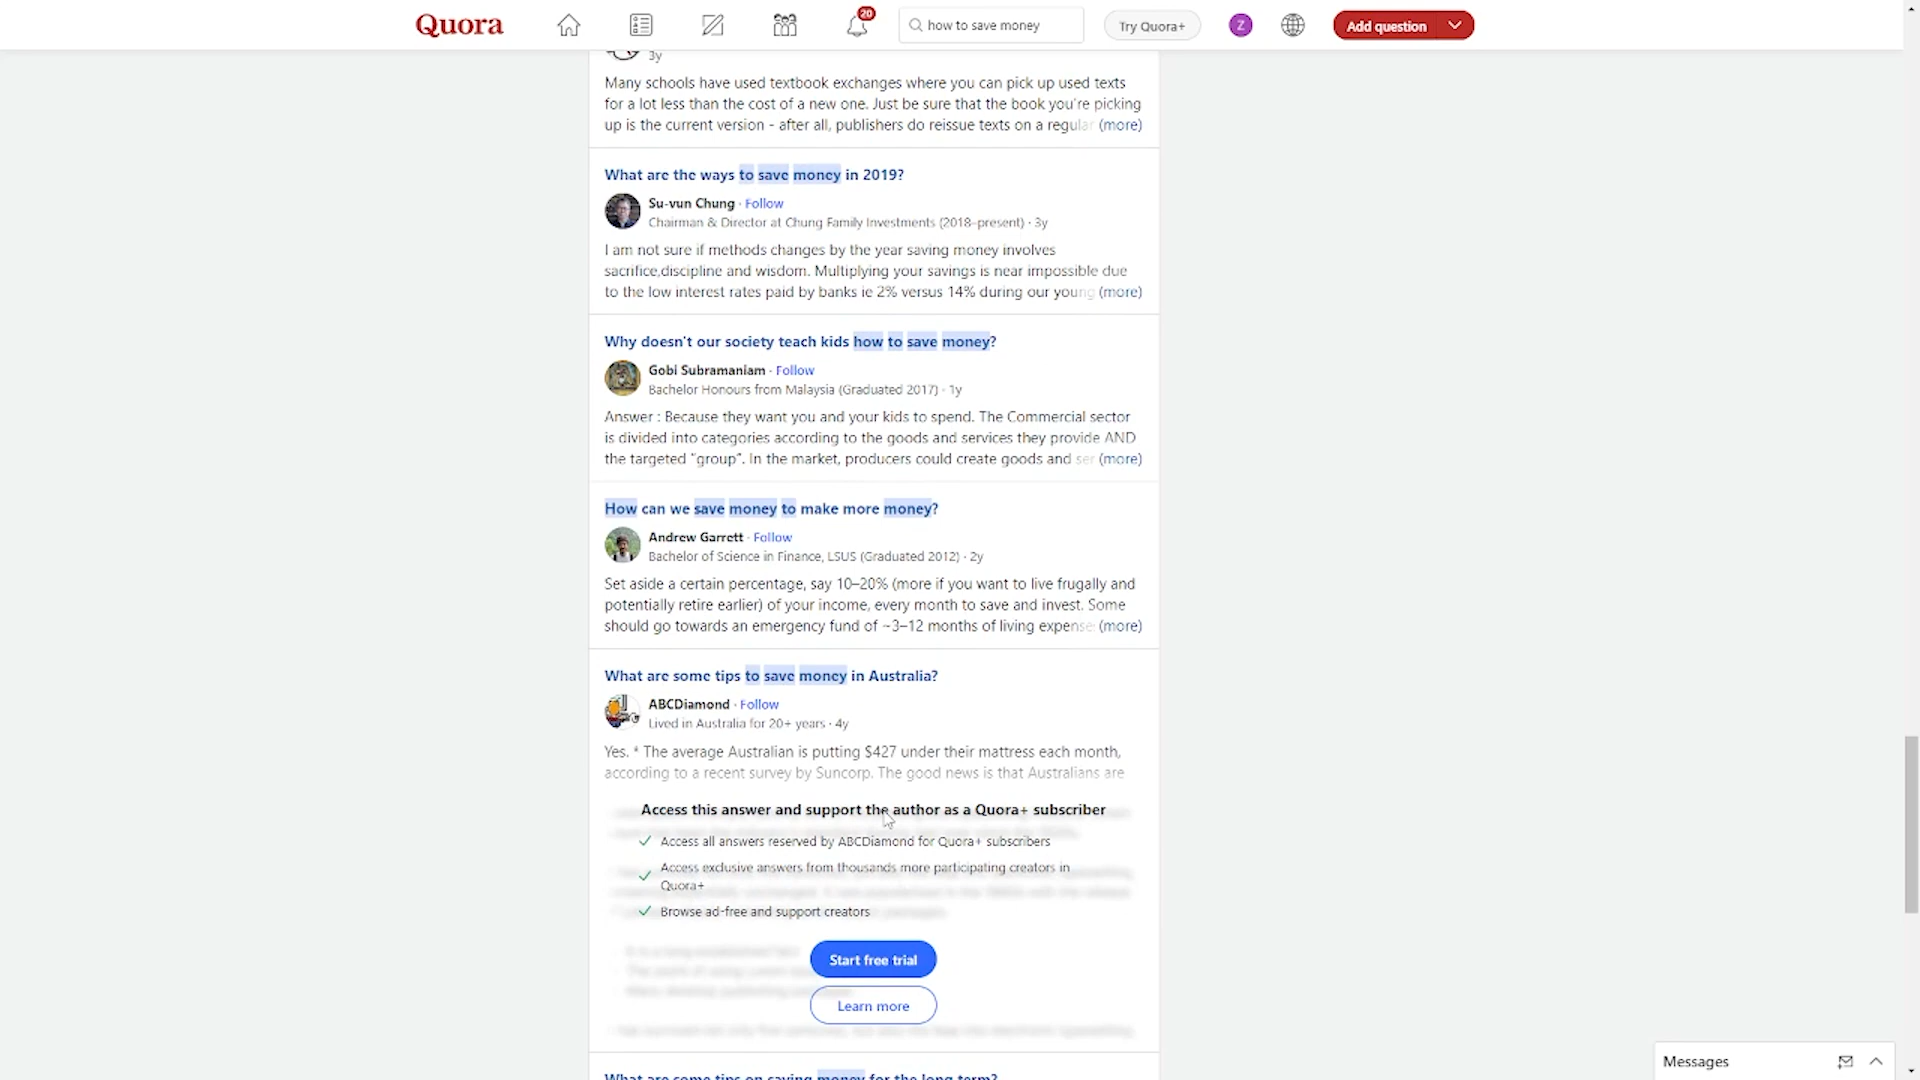 Quora
20
how to save money
Try Quora+
Z
Add question
3y
Many schools have used textbook exchanges where you can pick up used texts
for a lot less than the cost of a new one. Just be sure that the book you're picking
up is the current version - after all, publishers do reissue texts on a regular (more)
What are the ways to save money in 2019?
Su-vun Chung · Follow
Chairman & Director at Chung Family Investments (2018–present) · 3y
I am not sure if methods changes by the year saving money involves
sacrifice,discipline and wisdom. Multiplying your savings is near impossible due
to the low interest rates paid by banks ie 2% versus 14% during our young (more)
Why doesn't our society teach kids how to save money?
Gobi Subramaniam · Follow
Bachelor Honours from Malaysia (Graduated 2017) · 1y
Answer : Because they want you and your kids to spend. The Commercial sector
is divided into categories according to the goods and services they provide AND
the targeted “group”. In the market, producers could create goods and ser (more)
How can we save money to make more money?
Andrew Garrett · Follow
Bachelor of Science in Finance, LSUS (Graduated 2012) · 2y
Set aside a certain percentage, say 10–20% (more if you want to live frugally and
potentially retire earlier) of your income, every month to save and invest. Some
should go towards an emergency fund of ~3–12 months of living expense (more)
What are some tips to save money in Australia?
ABCDiamond · Follow
Lived in Australia for 20+ years · 4y
Yes. * The average Australian is putting $427 under their mattress each month,
according to a recent survey by Suncorp. The good news is that Australians are
Access this answer and support the author as a Quora+ subscriber
Access all answers reserved by ABCDiamond for Quora+ subscribers
Access exclusive answers from thousands more participating creators in
Quora+
Browse ad-free and support creators
Start free trial
Learn more
What are some tips on saving money for the long term?
Messages